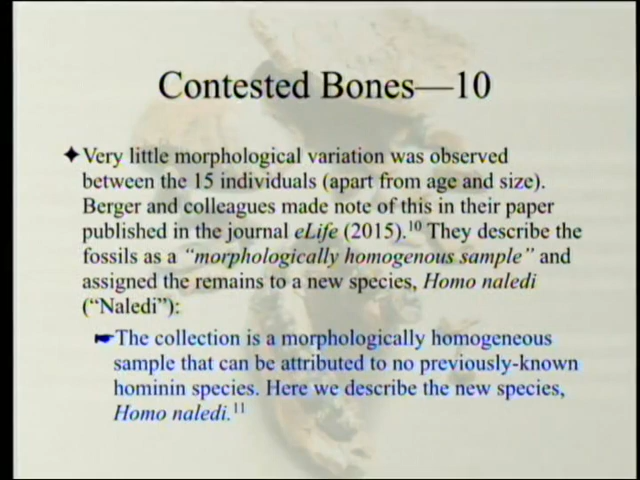 Contested Bones—10
✦Very little morphological variation was observed
between the 15 individuals (apart from age and size).
Berger and colleagues made note of this in their paper
published in the journal eLife (2015).10 They describe the
fossils as a “morphologically homogenous sample” and
assigned the remains to a new species, Homo naledi
(“Naledi”):
☛The collection is a morphologically homogeneous
sample that can be attributed to no previously-known
hominin species. Here we describe the new species,
Homo naledi.11